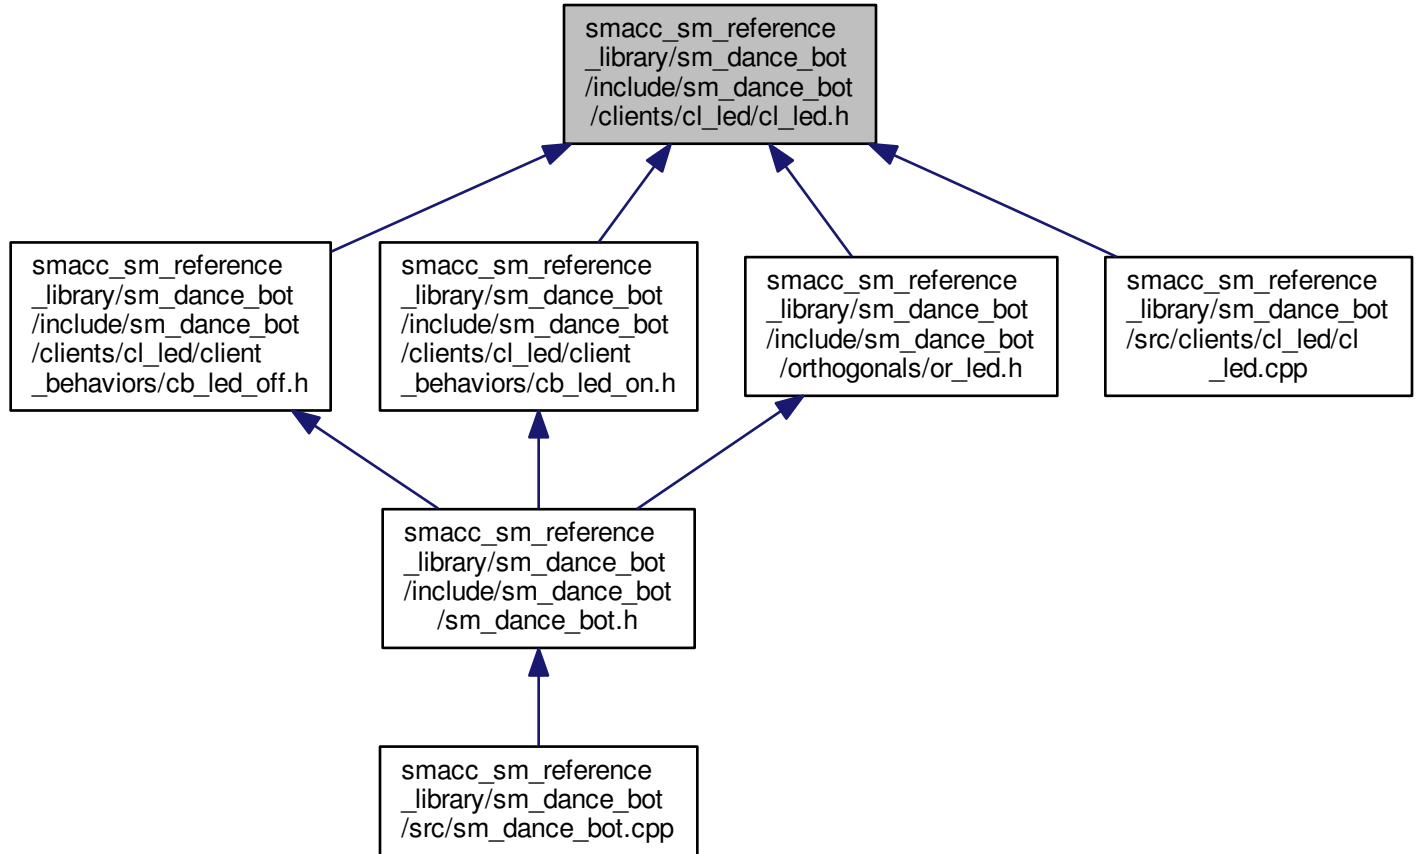 smacc_sm_reference
_library/sm_dance_bot
/include/sm_dance_bot
/clients/cl_led/cl_led.h
smacc_sm_reference
_library/sm_dance_bot
/include/sm_dance_bot
/clients/cl_led/client
_behaviors/cb_led_off.h
smacc_sm_reference
_library/sm_dance_bot
/include/sm_dance_bot
/clients/cl_led/client
_behaviors/cb_led_on.h
smacc_sm_reference
_library/sm_dance_bot
/include/sm_dance_bot
/orthogonals/or_led.h
smacc_sm_reference
_library/sm_dance_bot
/src/clients/cl_led/cl
_led.cpp
smacc_sm_reference
_library/sm_dance_bot
/include/sm_dance_bot
/sm_dance_bot.h
smacc_sm_reference
_library/sm_dance_bot
/src/sm_dance_bot.cpp